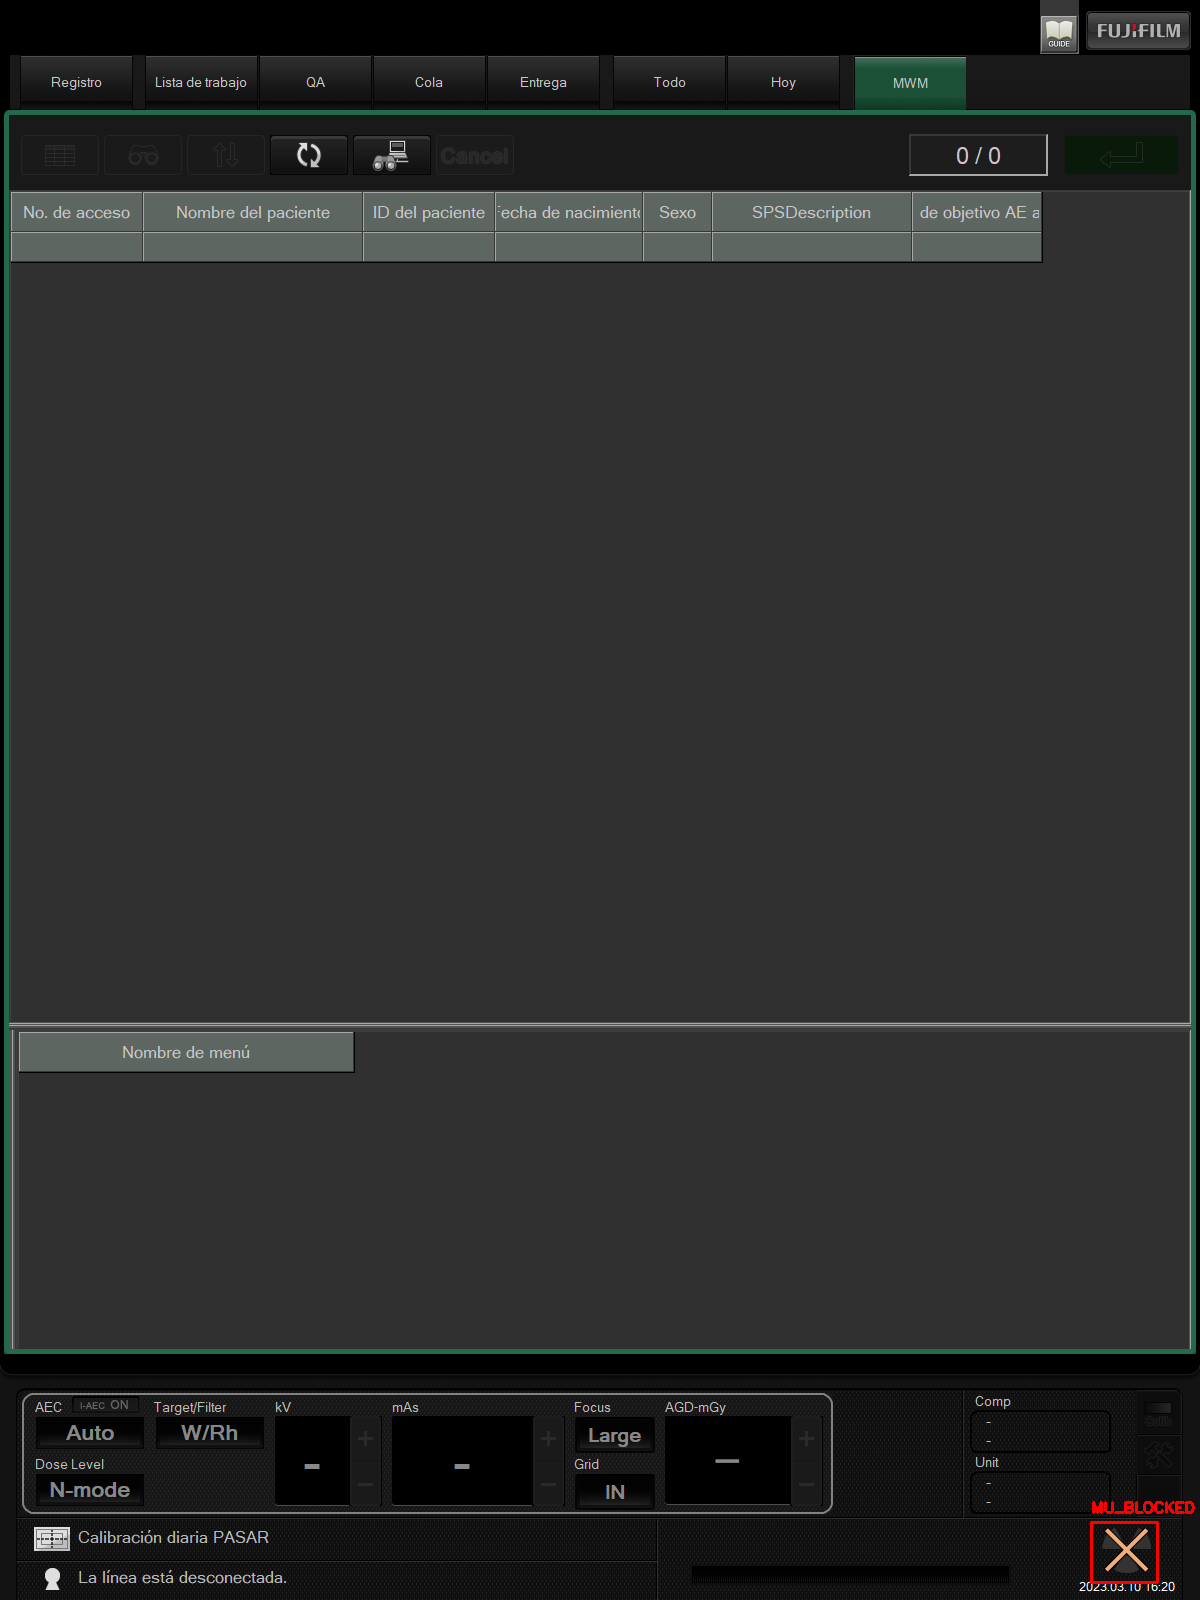 GUIDE
FUJIFILM
Registro
Lista de trabajo
QA
Cola
Entrega
Todo
Hoy
MWM
Cancel
0 / 0
No. de acceso
Nombre del paciente
ID del paciente
Fecha de nacimiento
Sexo
SPSDescription
de objetivo AE a
Nombre de menú
AEC
I-AEC ON
Target/Filter
kV
mAs
Focus
AGD-mGy
Auto
W/Rh
Large
Dose Level
Grid
N-mode
IN
-
-
—
Comp
-
-
Unit
-
-
MU_BLOCKED
Calibración diaria PASAR
La línea está desconectada.
2023.03.10 16:20